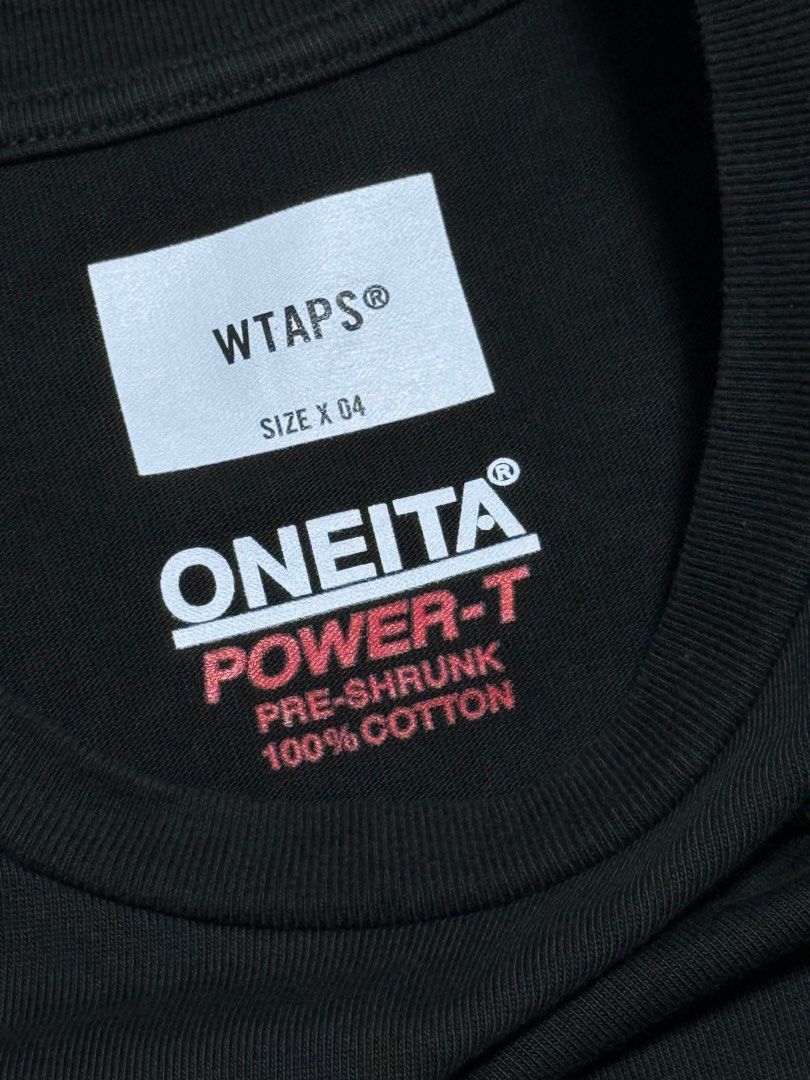 WTAPS®
SIZE X 04
ONEITA®
POWER-T
PRE-SHRUNK
100% COTTON